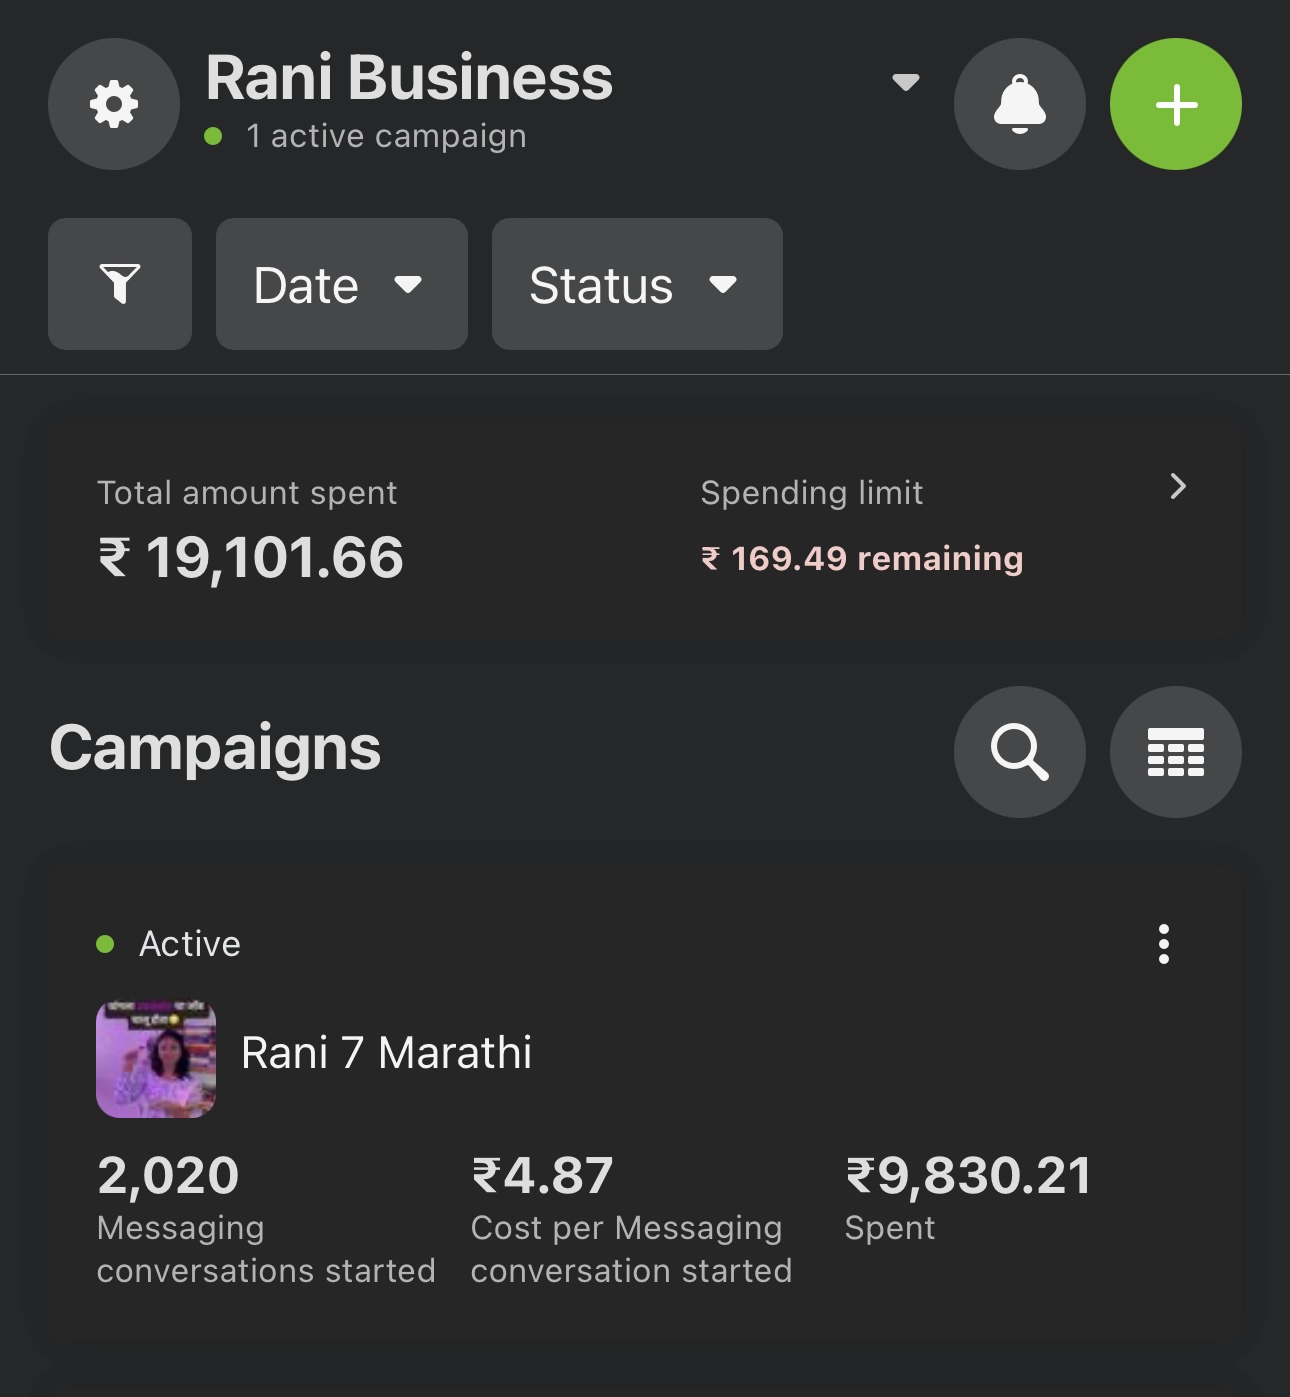 Rani Business
1 active campaign
Date
Status
Total amount spent
Spending limit
₹ 19,101.66
₹ 169.49 remaining
Campaigns
Active
Rani 7 Marathi
2,020
Messaging
conversations started
₹4.87
Cost per Messaging
conversation started
₹9,830.21
Spent